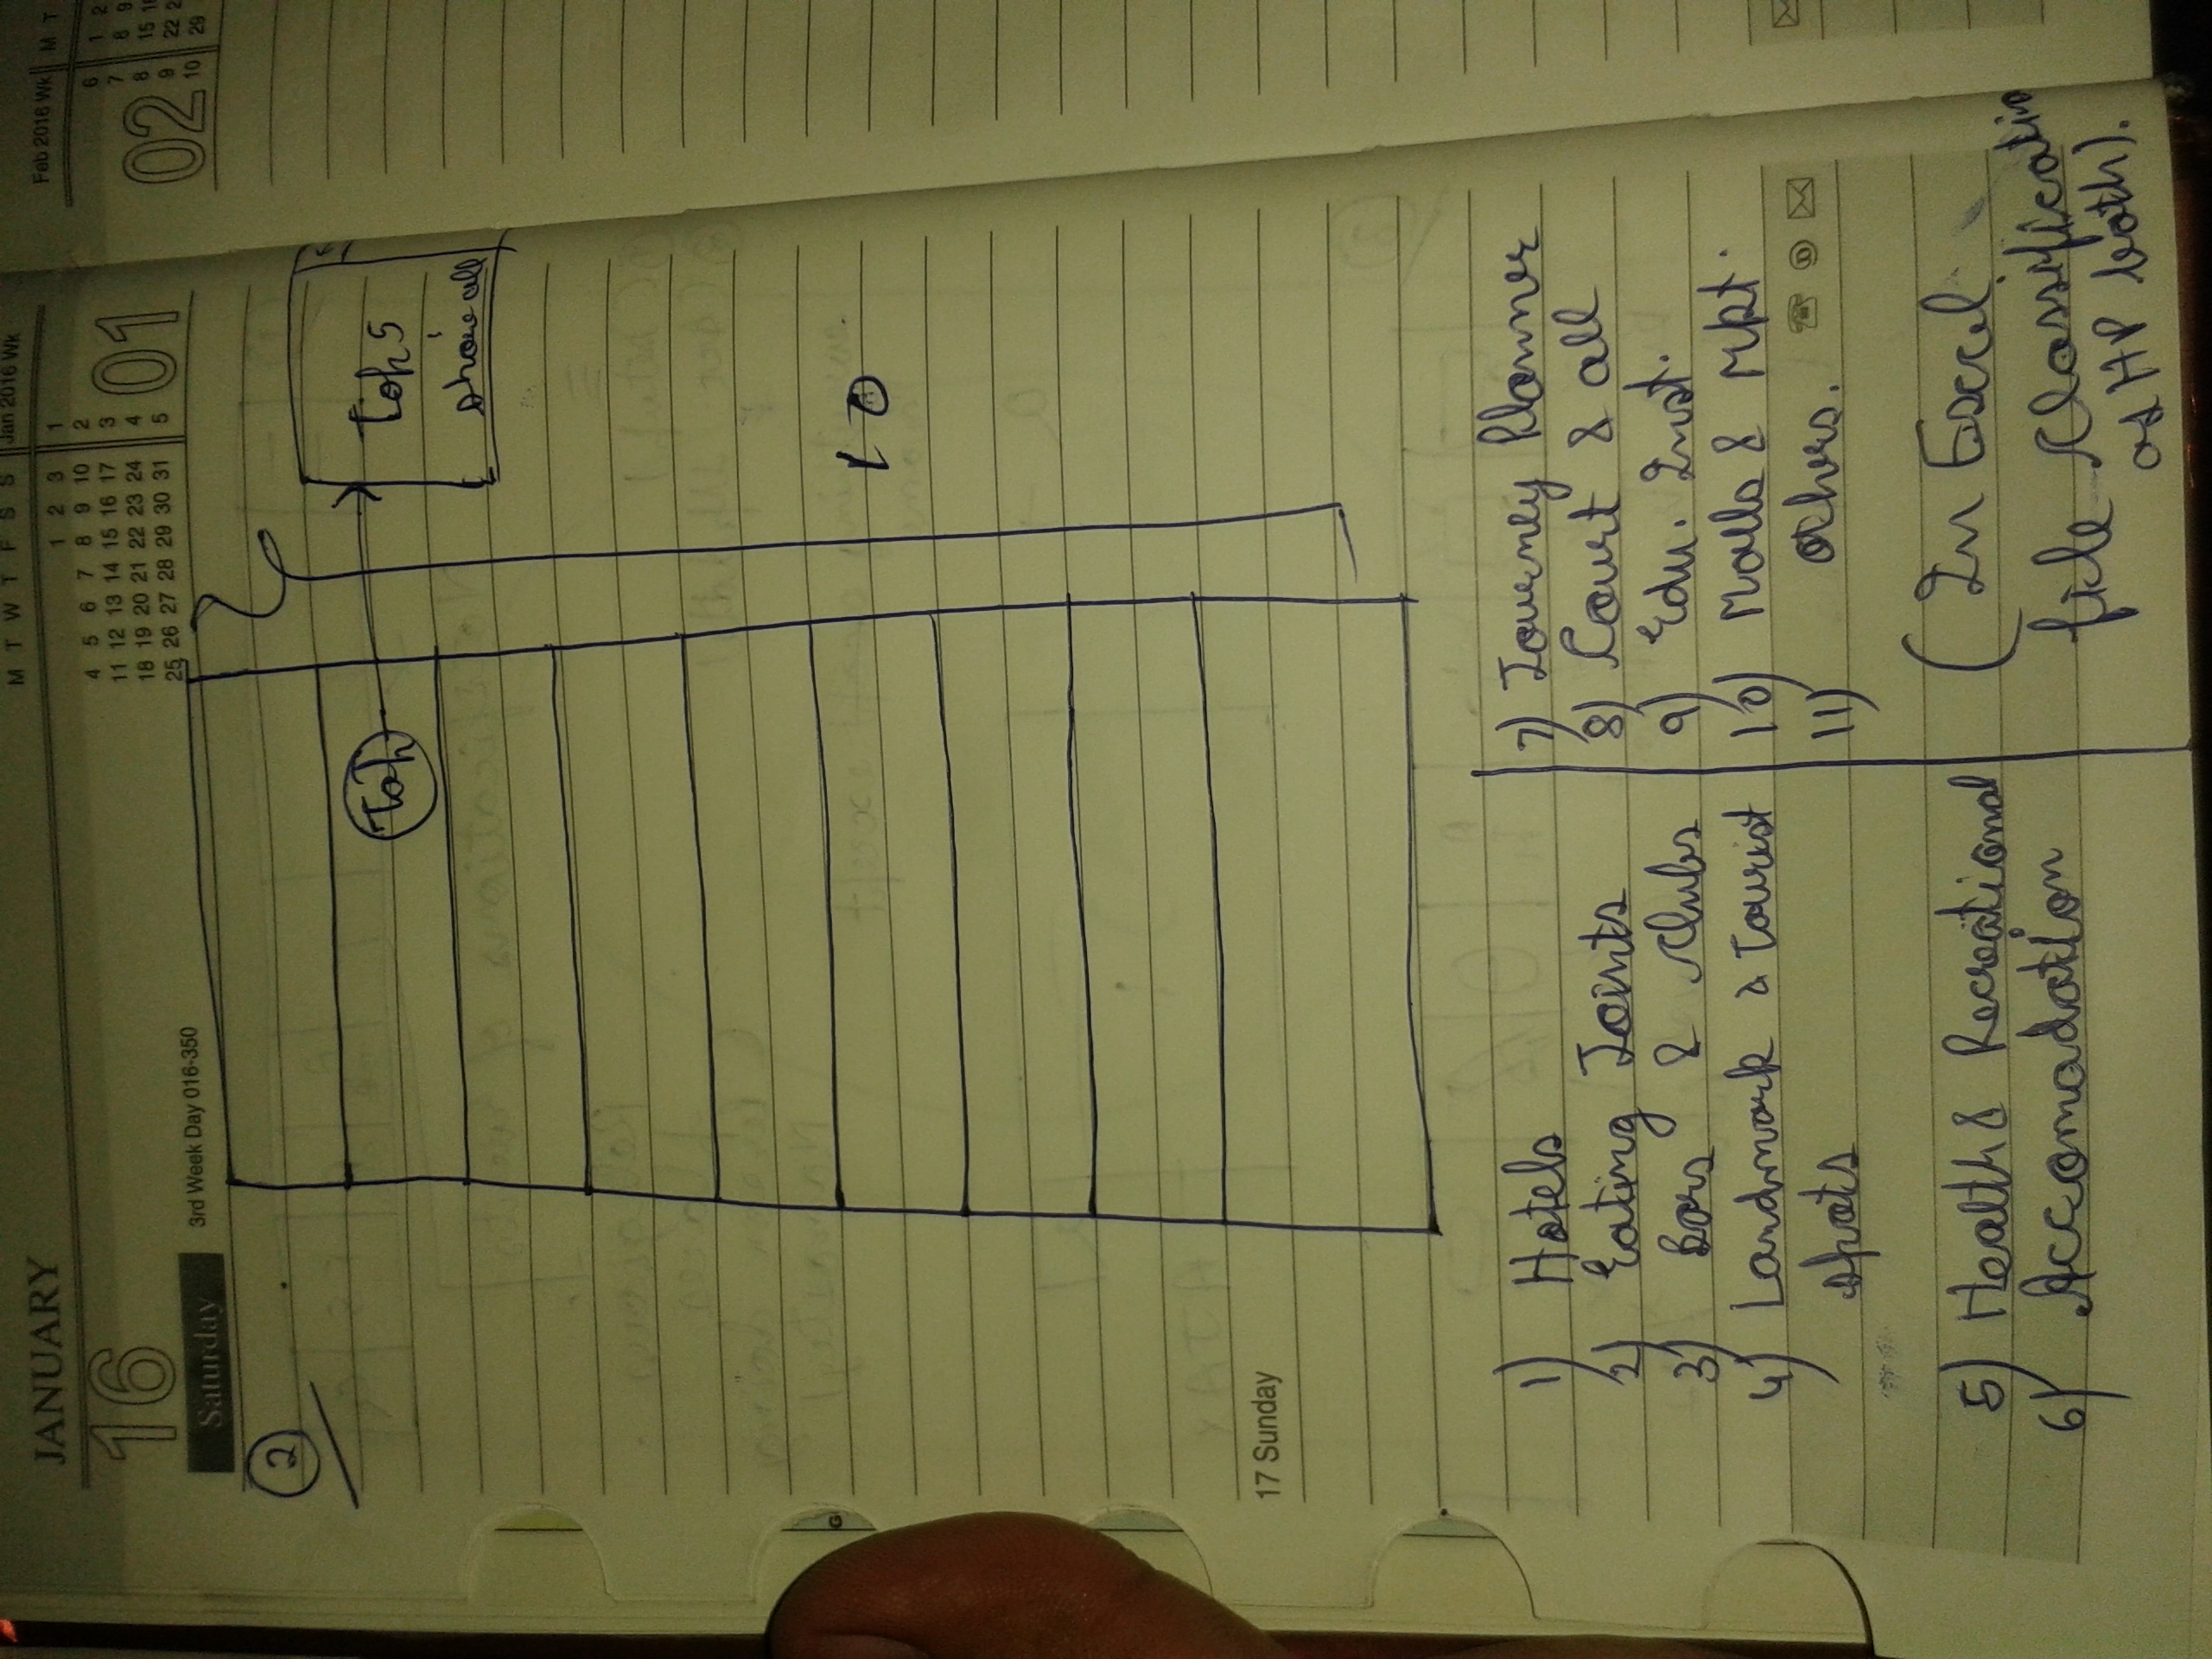 JANUARY
16
Saturday
3rd Week Day 016-350
M T W T F S S Jan 2016 Wk
1 2 3 1
4 5 6 7 8 9 10 2
11 12 13 14 15 16 17 3
18 19 20 21 22 23 24 4
25 26 27 28 29 30 31 5
01
Feb 2016 Wk M T
6 1 2
7 8 9
8 15 16
9 22 2
10 29
02
2
Tap
Top 5
show all
10
G
17 Sunday
1) Hotels
2) Eating Joints
3) Bars & Clubs
4) Landmark & Tourist
spots
5) Health & Recreational
6) Accomadation
7) Journey Planner
8) Court & all
9) Edu. Inst.
10) Malls & Mkt.
11) Others.
(In Excel
file Classificatio
as HP both).